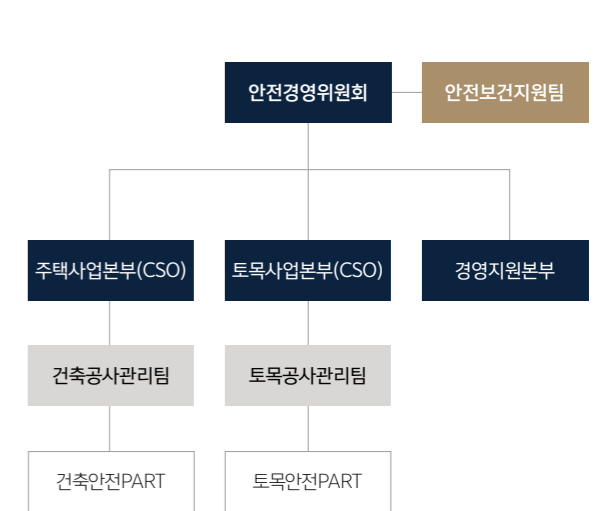 안전경영위원회
안전보건지원팀
주택사업본부(CSO)
토목사업본부(CSO)
경영지원본부
건축공사관리팀
토목공사관리팀
건축안전PART
토목안전PART